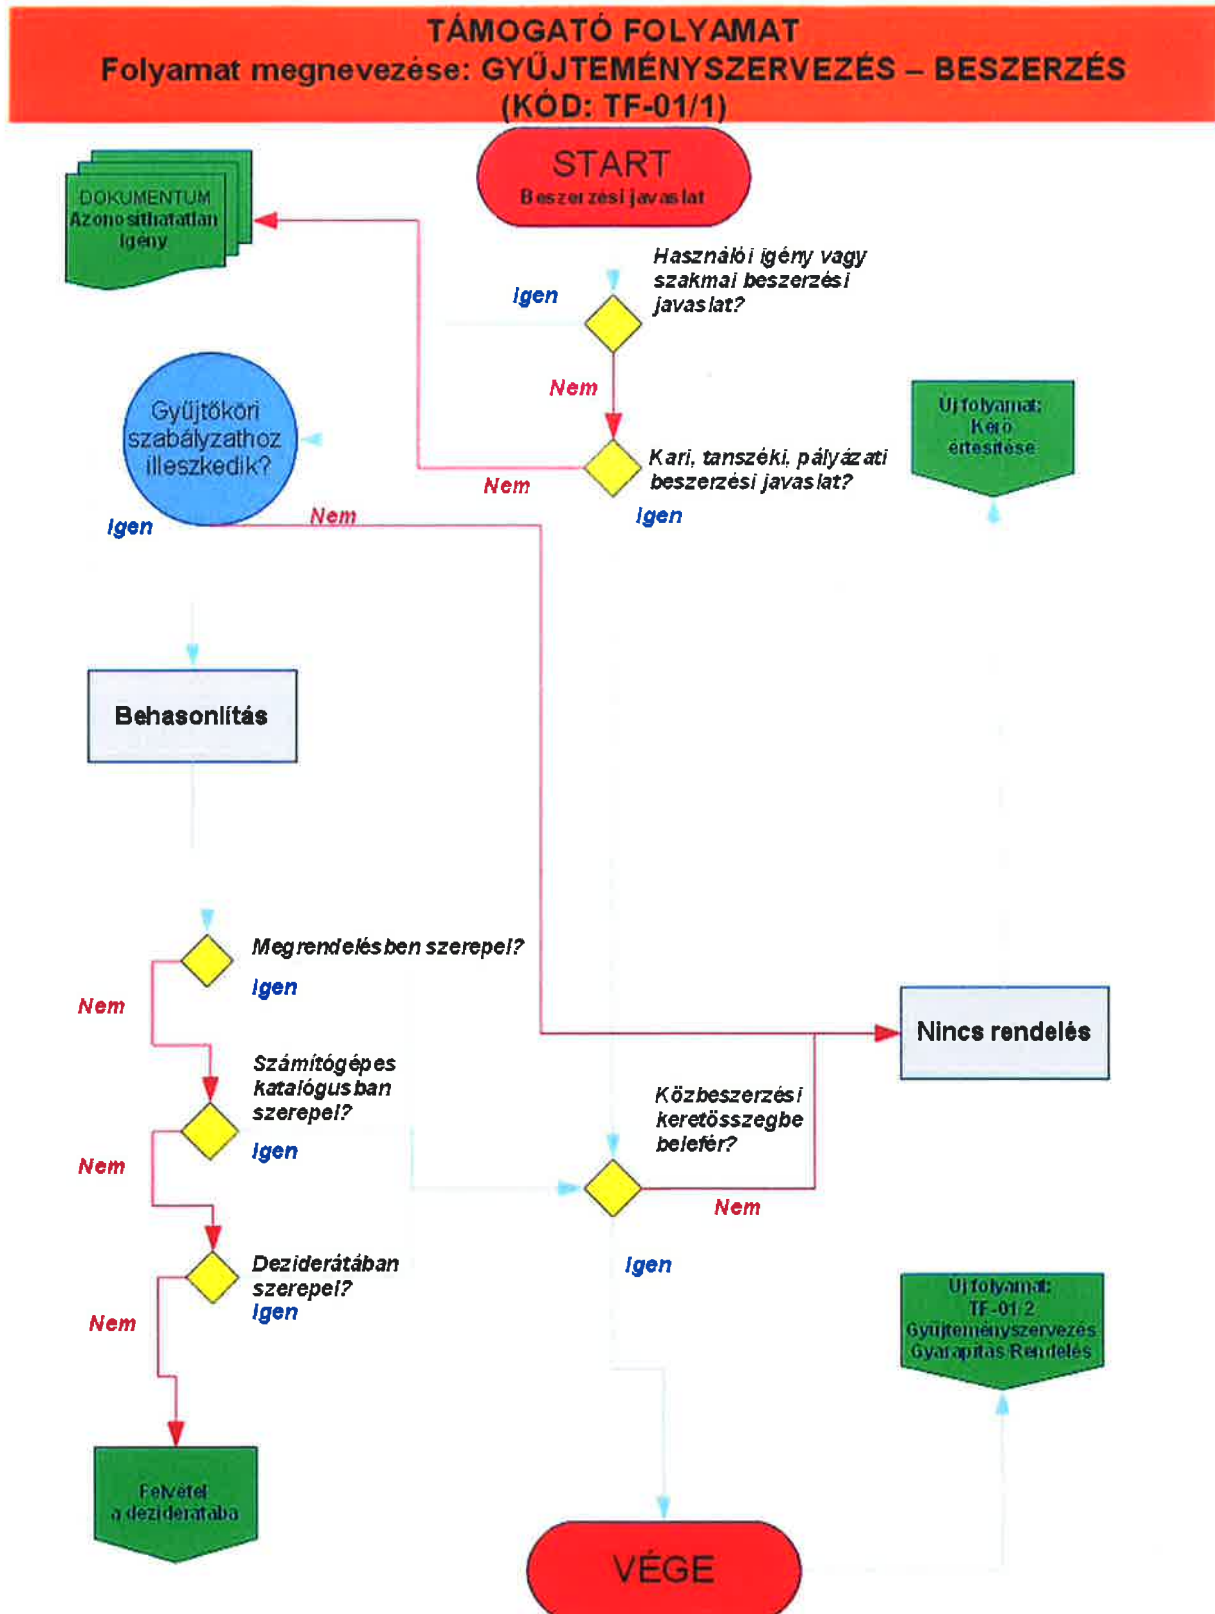 TÁMOGATÓ FOLYAMAT
Folyamat megnevezése: GYŰJTEMÉNYSZERVEZÉS – BESZERZÉS
(KÓD: TF-01/1)
START
Beszerzési javaslat
DOKUMENTUM
Azonosíthatatlan
igény
Használói igény vagy
szakmai beszerzési
javaslat?
Igen
Nem
Gyűjtőköri
szabályzathoz
illeszkedik?
Kari, tanszéki, pályázati
beszerzési javaslat?
Nem
Igen
Új folyamat:
Kérő
értesítése
Igen
Nem
Behasonlítás
Megrendelésben szerepel?
Igen
Nem
Nincs rendelés
Számítógépes
katalógusban
szerepel?
Igen
Nem
Közbeszerzési
keretösszegbe
belefér?
Nem
Igen
Deziderátában
szerepel?
Igen
Nem
Új folyamat:
TF-01/2
Gyűjteményszervezés
Gyarapítás Rendelés
Felvétel
a deziderátába
VÉGE